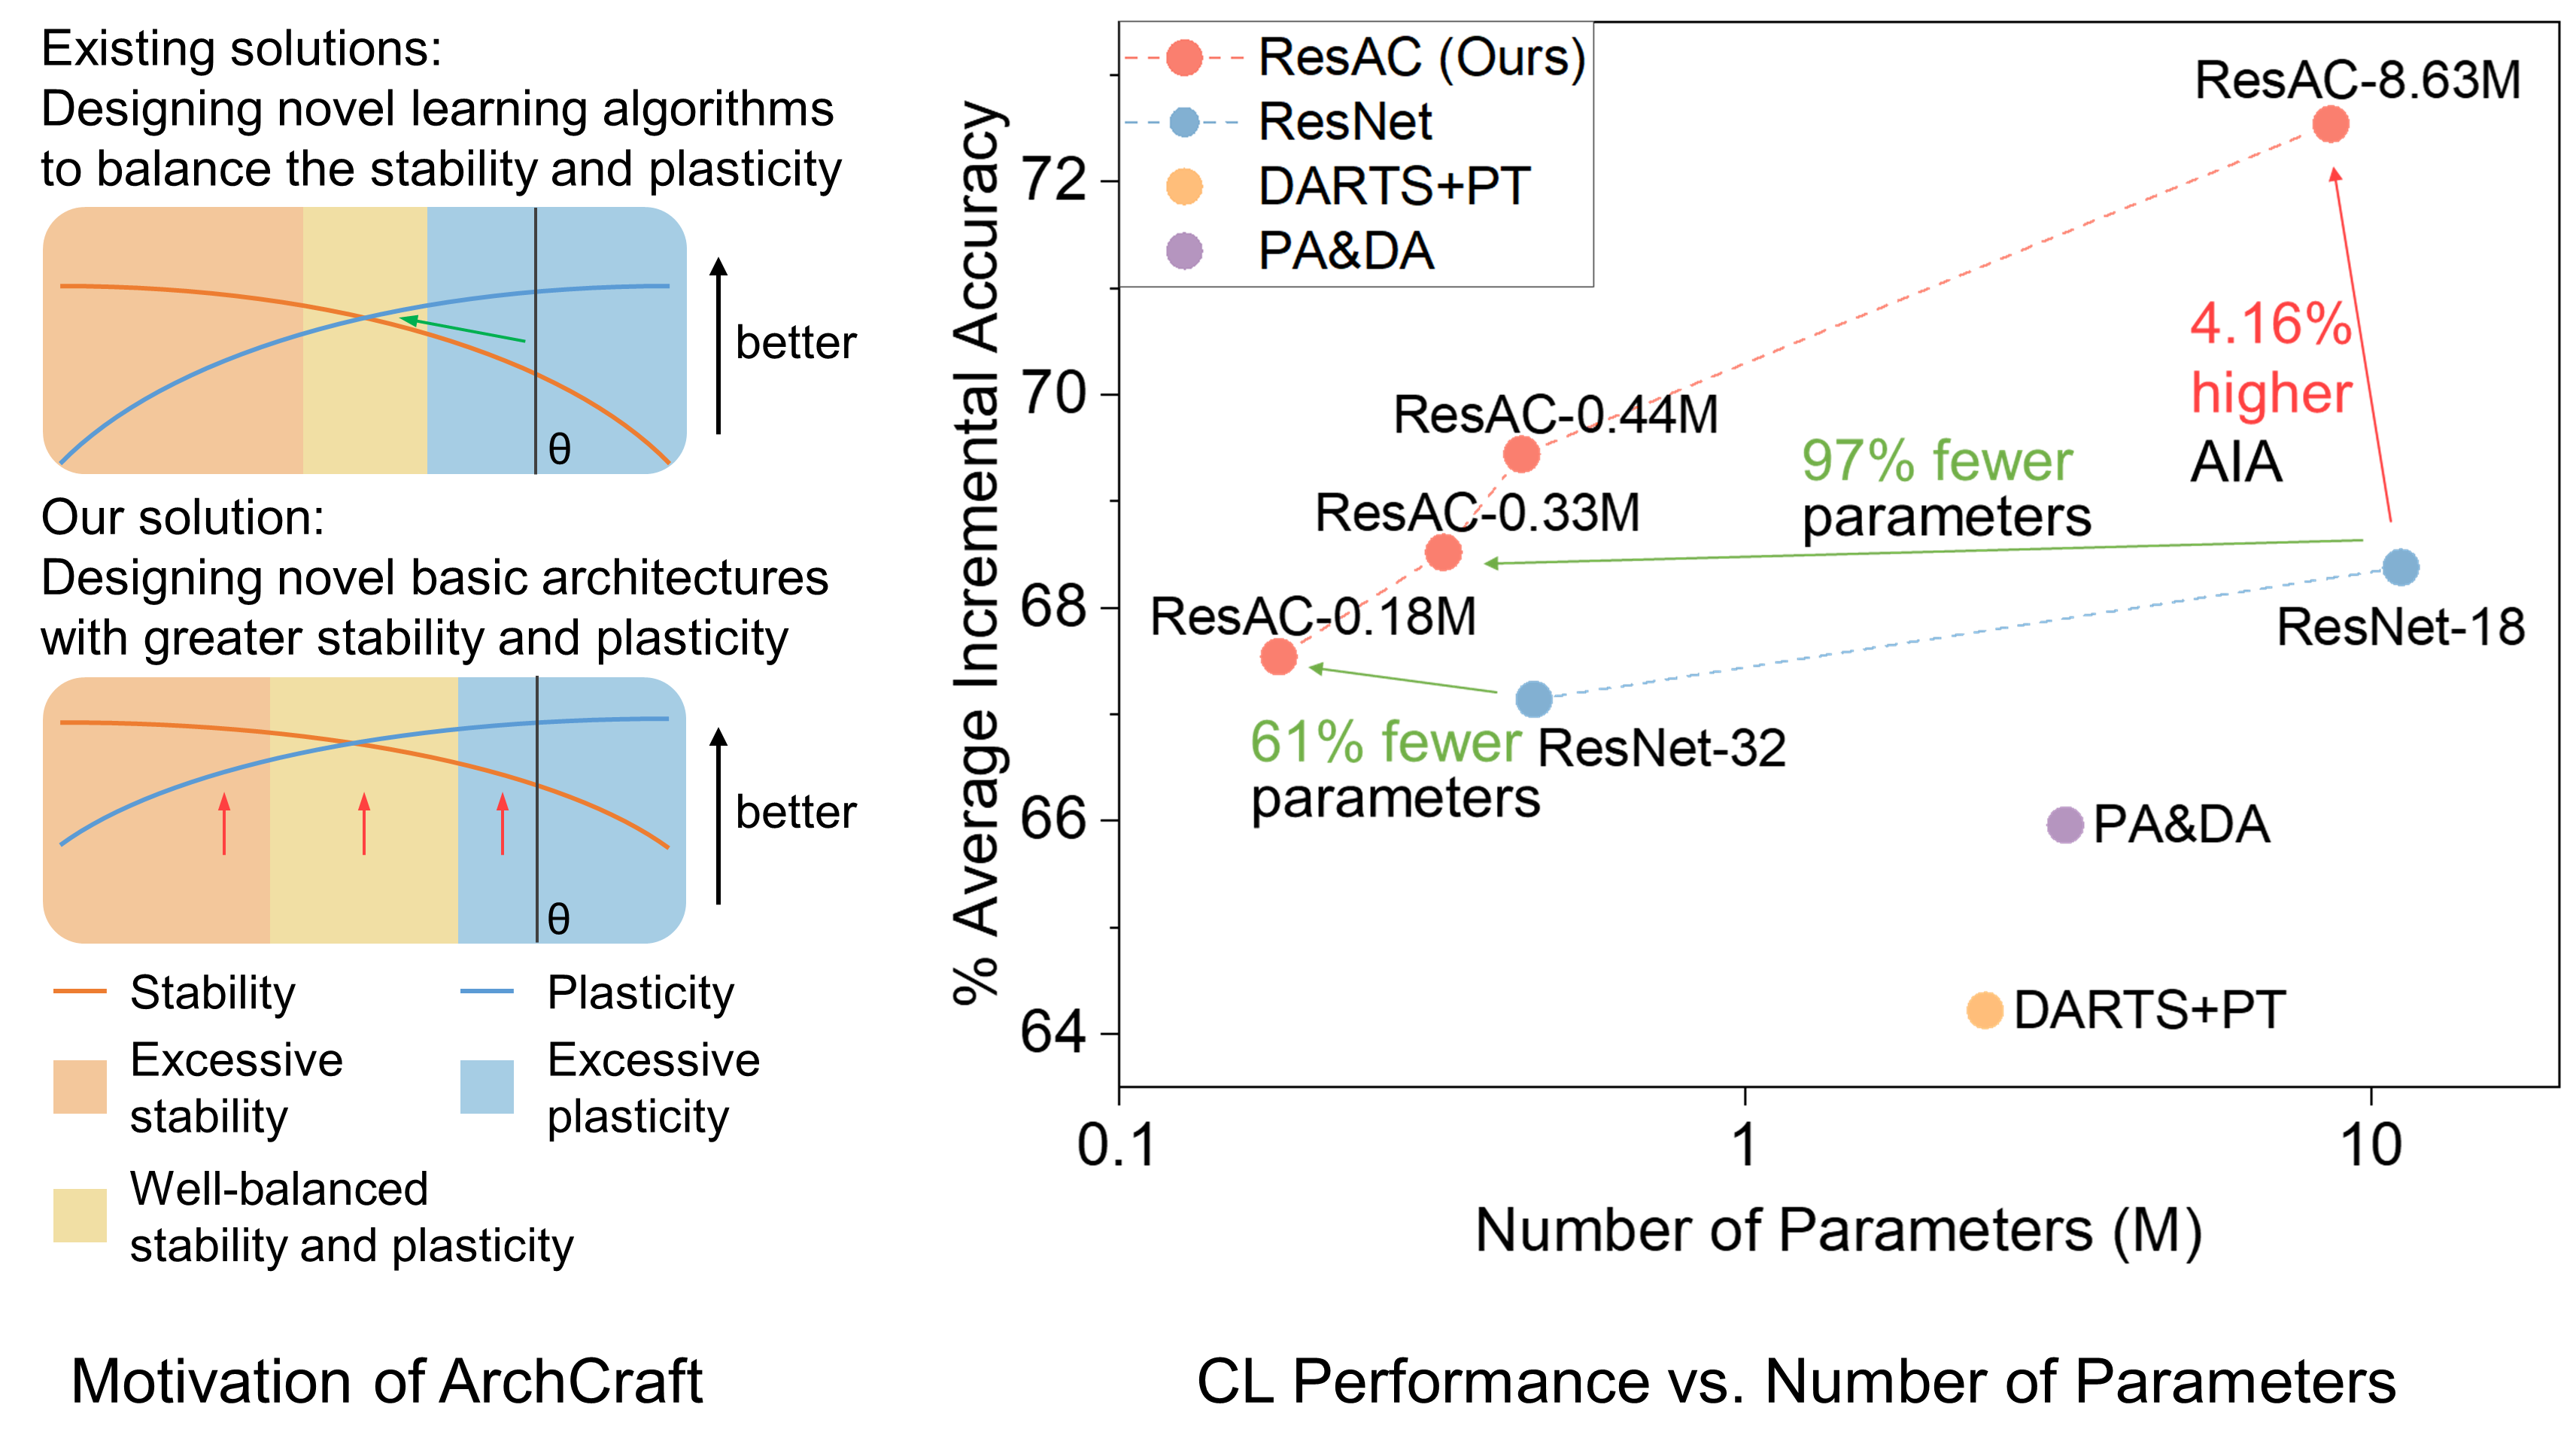 Existing solutions:
Designing novel learning algorithms
to balance the stability and plasticity
better
θ
Our solution:
Designing novel basic architectures
with greater stability and plasticity
better
θ
Stability
Plasticity
Excessive
stability
Excessive
plasticity
Well-balanced
stability and plasticity
Motivation of ArchCraft
ResAC (Ours)
ResNet
DARTS+PT
PA&DA
% Average Incremental Accuracy
72
70
68
66
64
ResAC-8.63M
4.16%
higher
AIA
ResAC-0.44M
97% fewer
parameters
ResAC-0.33M
ResAC-0.18M
ResNet-18
61% fewer
parameters
ResNet-32
PA&DA
DARTS+PT
0.1
1
10
Number of Parameters (M)
CL Performance vs. Number of Parameters